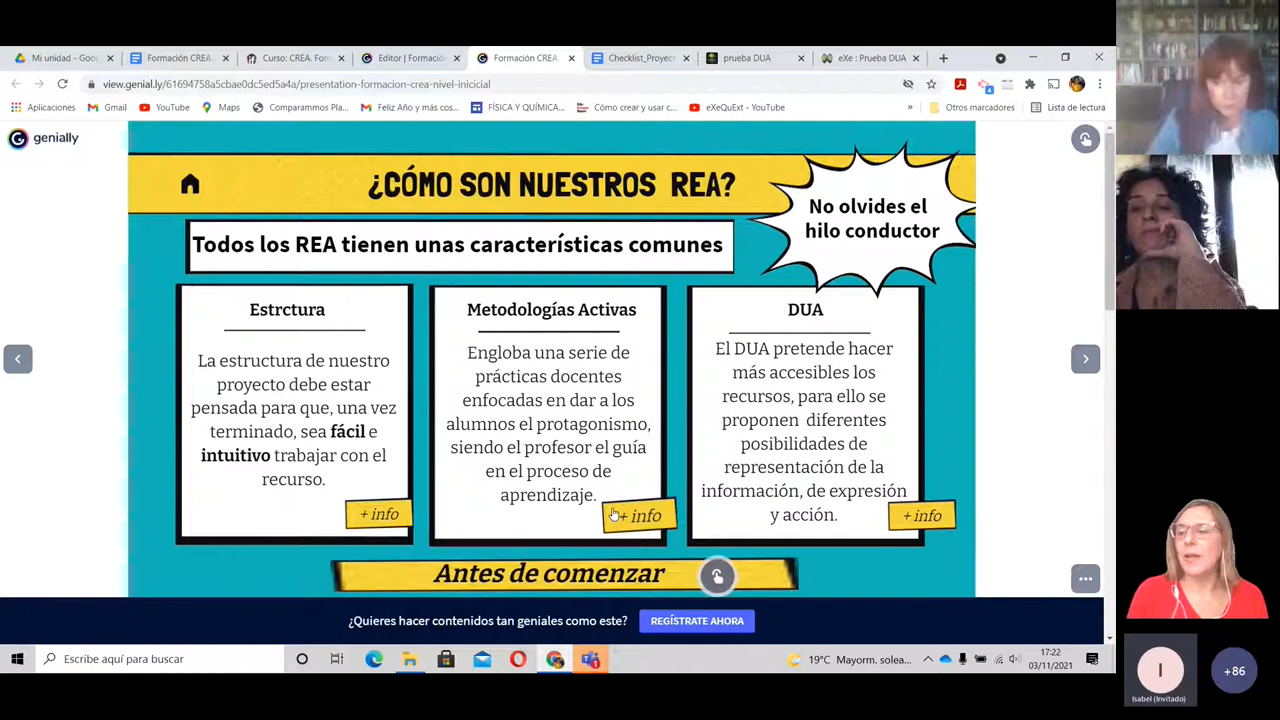 Mi unidad - Goo
Formación CREA
Curso: CREA. For
Editor | Formació
Formación CREA
Checklist_Proyec
prueba DUA
eXe : Prueba DUA
view.genial.ly/61694758a5cbae0dc5ed5a4a/presentation-formacion-crea-nivel-inicicial
Aplicaciones
Gmail
YouTube
Maps
Comparammos Pla...
Feliz Año y más cos...
FÍSICA Y QUÍMICA...
Cómo crear y usar c...
eXeQuExt - YouTube
»
Otros marcadores
Lista de lectura
genially
¿CÓMO SON NUESTROS REA?
No olvides el
hilo conductor
Todos los REA tienen unas características comunes
Estrctura
La estructura de nuestro
proyecto debe estar
pensada para que, una vez
terminado, sea fácil e
intuitivo trabajar con el
recurso.
+ info
Metodologías Activas
Engloba una serie de
prácticas docentes
enfocadas en dar a los
alumnos el protagonismo,
siendo el profesor el guía
en el proceso de
aprendizaje.
+ info
DUA
El DUA pretende hacer
más accesibles los
recursos, para ello se
proponen diferentes
posibilidades de
representación de la
información, de expresión
y acción.
+ info
Antes de comenzar
¿Quieres hacer contenidos tan geniales como este?
REGÍSTRATE AHORA
Escribe aquí para buscar
19°C Mayorm. solea...
17:22
03/11/2021
I
Isabel (Invitado)
+86